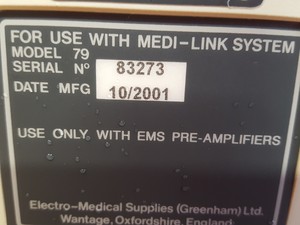 FOR USE WITH MEDI-LINK SYSTEM
MODEL 79
SERIAL Nº 83273
DATE MFG 10/2001
USE ONLY WITH EMS PRE-AMPLIFIERS
Electro-Medical Supplies (Greenham) Ltd.
Wantage, Oxfordshire, England